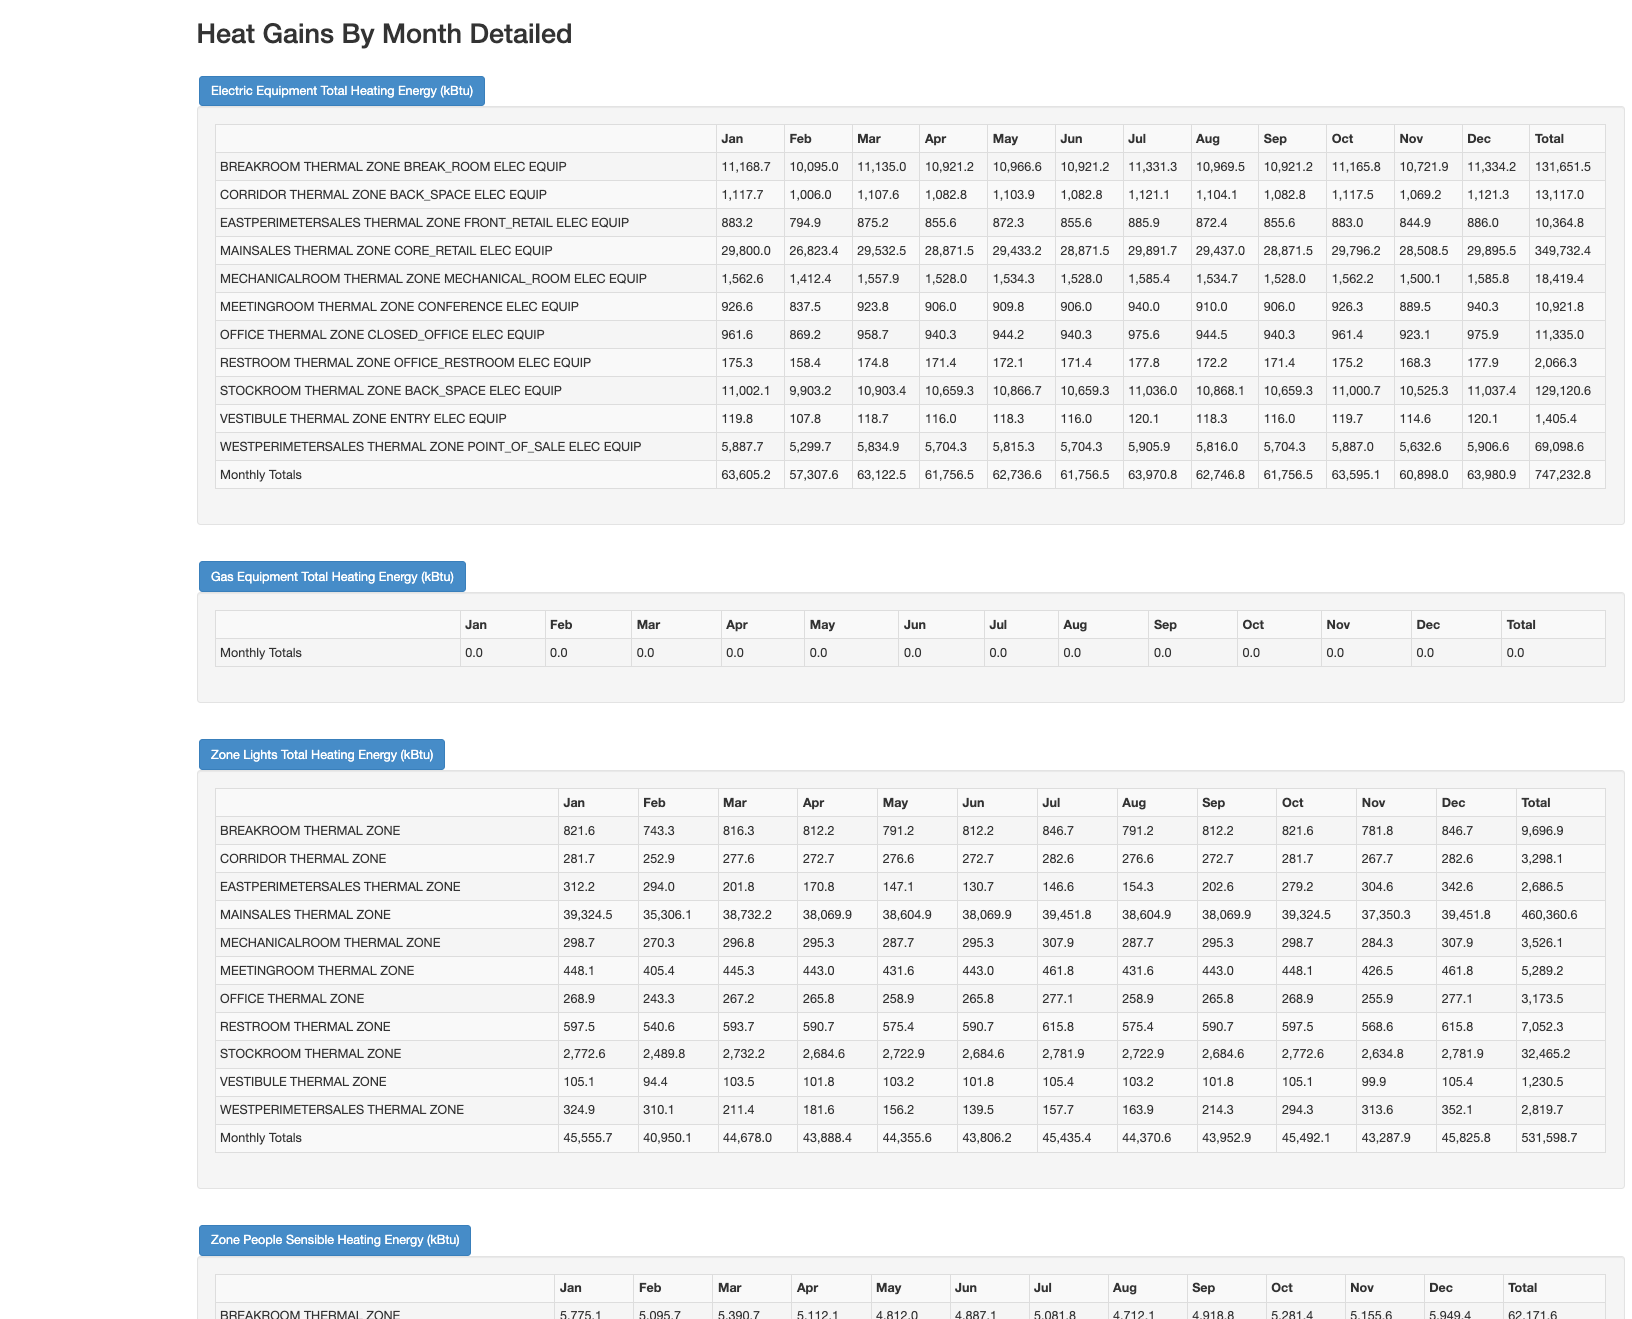 Heat Gains By Month Detailed
Electric Equipment Total Heating Energy (kBtu)
Jan Feb Mar Apr May Jun Jul Aug Sep Oct Nov Dec Total
BREAKROOM THERMAL ZONE BREAK_ROOM ELEC EQUIP 11,168.7 10,095.0 11,135.0 10,921.2 10,966.6 10,921.2 11,331.3 10,969.5 10,921.2 11,165.8 10,721.9 11,334.2 131,651.5
CORRIDOR THERMAL ZONE BACK_SPACE ELEC EQUIP 1,117.7 1,006.0 1,107.6 1,082.8 1,103.9 1,082.8 1,121.1 1,104.1 1,082.8 1,117.5 1,069.2 1,121.3 13,117.0
EASTPERIMETERSALES THERMAL ZONE FRONT_RETAIL ELEC EQUIP 883.2 794.9 875.2 855.6 872.3 855.6 885.9 872.4 855.6 883.0 844.9 886.0 10,364.8
MAINSALES THERMAL ZONE CORE_RETAIL ELEC EQUIP 29,800.0 26,823.4 29,532.5 28,871.5 29,433.2 28,871.5 29,891.7 29,437.0 28,871.5 29,796.2 28,508.5 29,895.5 349,732.4
MECHANICALROOM THERMAL ZONE MECHANICAL_ROOM ELEC EQUIP 1,562.6 1,412.4 1,557.9 1,528.0 1,534.3 1,528.0 1,585.4 1,534.7 1,528.0 1,562.2 1,500.1 1,585.8 18,419.4
MEETINGROOM THERMAL ZONE CONFERENCE ELEC EQUIP 926.6 837.5 923.8 906.0 909.8 906.0 940.0 910.0 906.0 926.3 889.5 940.3 10,921.8
OFFICE THERMAL ZONE CLOSED_OFFICE ELEC EQUIP 961.6 869.2 958.7 940.3 944.2 940.3 975.6 944.5 940.3 961.4 923.1 975.9 11,335.0
RESTROOM THERMAL ZONE OFFICE_RESTROOM ELEC EQUIP 175.3 158.4 174.8 171.4 172.1 171.4 177.8 172.2 171.4 175.2 168.3 177.9 2,066.3
STOCKROOM THERMAL ZONE BACK_SPACE ELEC EQUIP 11,002.1 9,903.2 10,903.4 10,659.3 10,866.7 10,659.3 11,036.0 10,868.1 10,659.3 11,000.7 10,525.3 11,037.4 129,120.6
VESTIBULE THERMAL ZONE ENTRY ELEC EQUIP 119.8 107.8 118.7 116.0 118.3 116.0 120.1 118.3 116.0 119.7 114.6 120.1 1,405.4
WESTPERIMETERSALES THERMAL ZONE POINT_OF_SALE ELEC EQUIP 5,887.7 5,299.7 5,834.9 5,704.3 5,815.3 5,704.3 5,905.9 5,816.0 5,704.3 5,887.0 5,632.6 5,906.6 69,098.6
Monthly Totals 63,605.2 57,307.6 63,122.5 61,756.5 62,736.6 61,756.5 63,970.8 62,746.8 61,756.5 63,595.1 60,898.0 63,980.9 747,232.8
Gas Equipment Total Heating Energy (kBtu)
Jan Feb Mar Apr May Jun Jul Aug Sep Oct Nov Dec Total
Monthly Totals 0.0 0.0 0.0 0.0 0.0 0.0 0.0 0.0 0.0 0.0 0.0 0.0 0.0
Zone Lights Total Heating Energy (kBtu)
Jan Feb Mar Apr May Jun Jul Aug Sep Oct Nov Dec Total
BREAKROOM THERMAL ZONE 821.6 743.3 816.3 812.2 791.2 812.2 846.7 791.2 812.2 821.6 781.8 846.7 9,696.9
CORRIDOR THERMAL ZONE 281.7 252.9 277.6 272.7 276.6 272.7 282.6 276.6 272.7 281.7 267.7 282.6 3,298.1
EASTPERIMETERSALES THERMAL ZONE 312.2 294.0 201.8 170.8 147.1 130.7 146.6 154.3 202.6 279.2 304.6 342.6 2,686.5
MAINSALES THERMAL ZONE 39,324.5 35,306.1 38,732.2 38,069.9 38,604.9 38,069.9 39,451.8 38,604.9 38,069.9 39,324.5 37,350.3 39,451.8 460,360.6
MECHANICALROOM THERMAL ZONE 298.7 270.3 296.8 295.3 287.7 295.3 307.9 287.7 295.3 298.7 284.3 307.9 3,526.1
MEETINGROOM THERMAL ZONE 448.1 405.4 445.3 443.0 431.6 443.0 461.8 431.6 443.0 448.1 426.5 461.8 5,289.2
OFFICE THERMAL ZONE 268.9 243.3 267.2 265.8 258.9 265.8 277.1 258.9 265.8 268.9 255.9 277.1 3,173.5
RESTROOM THERMAL ZONE 597.5 540.6 593.7 590.7 575.4 590.7 615.8 575.4 590.7 597.5 568.6 615.8 7,052.3
STOCKROOM THERMAL ZONE 2,772.6 2,489.8 2,732.2 2,684.6 2,722.9 2,684.6 2,781.9 2,722.9 2,684.6 2,772.6 2,634.8 2,781.9 32,465.2
VESTIBULE THERMAL ZONE 105.1 94.4 103.5 101.8 103.2 101.8 105.4 103.2 101.8 105.1 99.9 105.4 1,230.5
WESTPERIMETERSALES THERMAL ZONE 324.9 310.1 211.4 181.6 156.2 139.5 157.7 163.9 214.3 294.3 313.6 352.1 2,819.7
Monthly Totals 45,555.7 40,950.1 44,678.0 43,888.4 44,355.6 43,806.2 45,435.4 44,370.6 43,952.9 45,492.1 43,287.9 45,825.8 531,598.7
Zone People Sensible Heating Energy (kBtu)
Jan Feb Mar Apr May Jun Jul Aug Sep Oct Nov Dec Total
BREAKROOM THERMAL ZONE 5,775.1 5,095.7 5,390.7 5,112.1 4,812.0 4,887.1 5,081.8 4,712.1 4,918.8 5,281.4 5,155.6 5,949.4 62,171.6